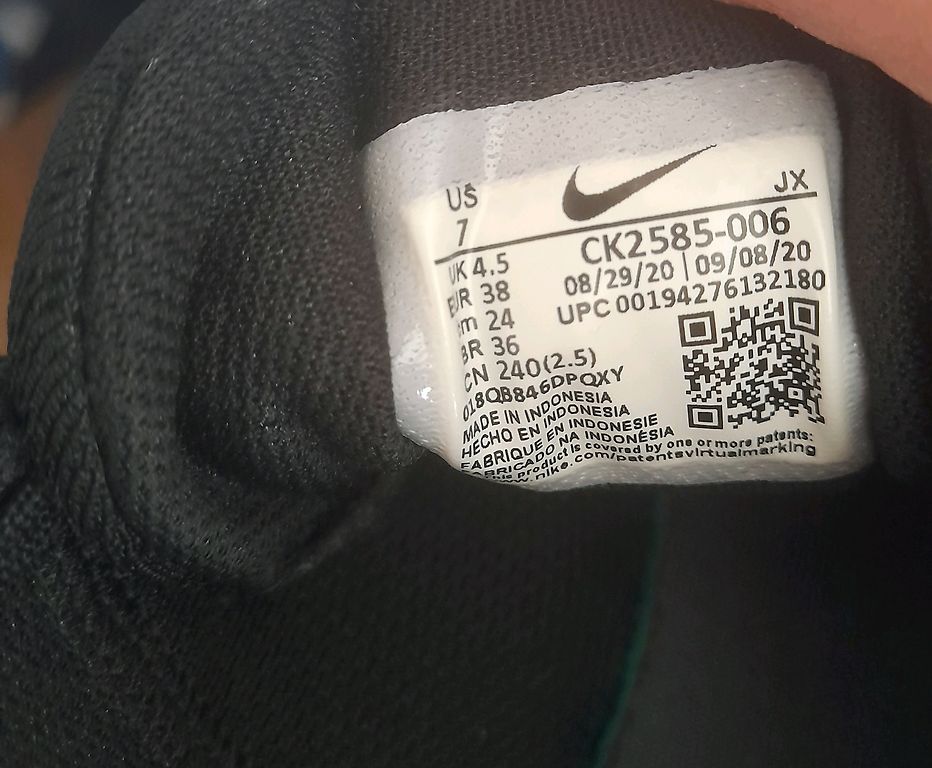 US JX
7
CK2585-006
UK 4.5
08/29/20 | 09/08/20
EUR 38
UPC 00194276132180
cm 24
BR 36
CN 240(2.5)
018QB846DPQXY
MADE IN INDONESIA
HECHO EN INDONESIA
FABRIQUE EN INDONESIE
FABRICADO NA INDONÉSIA
This product is covered by one or more patents:
www.nike.com/patentsvirtualmarking